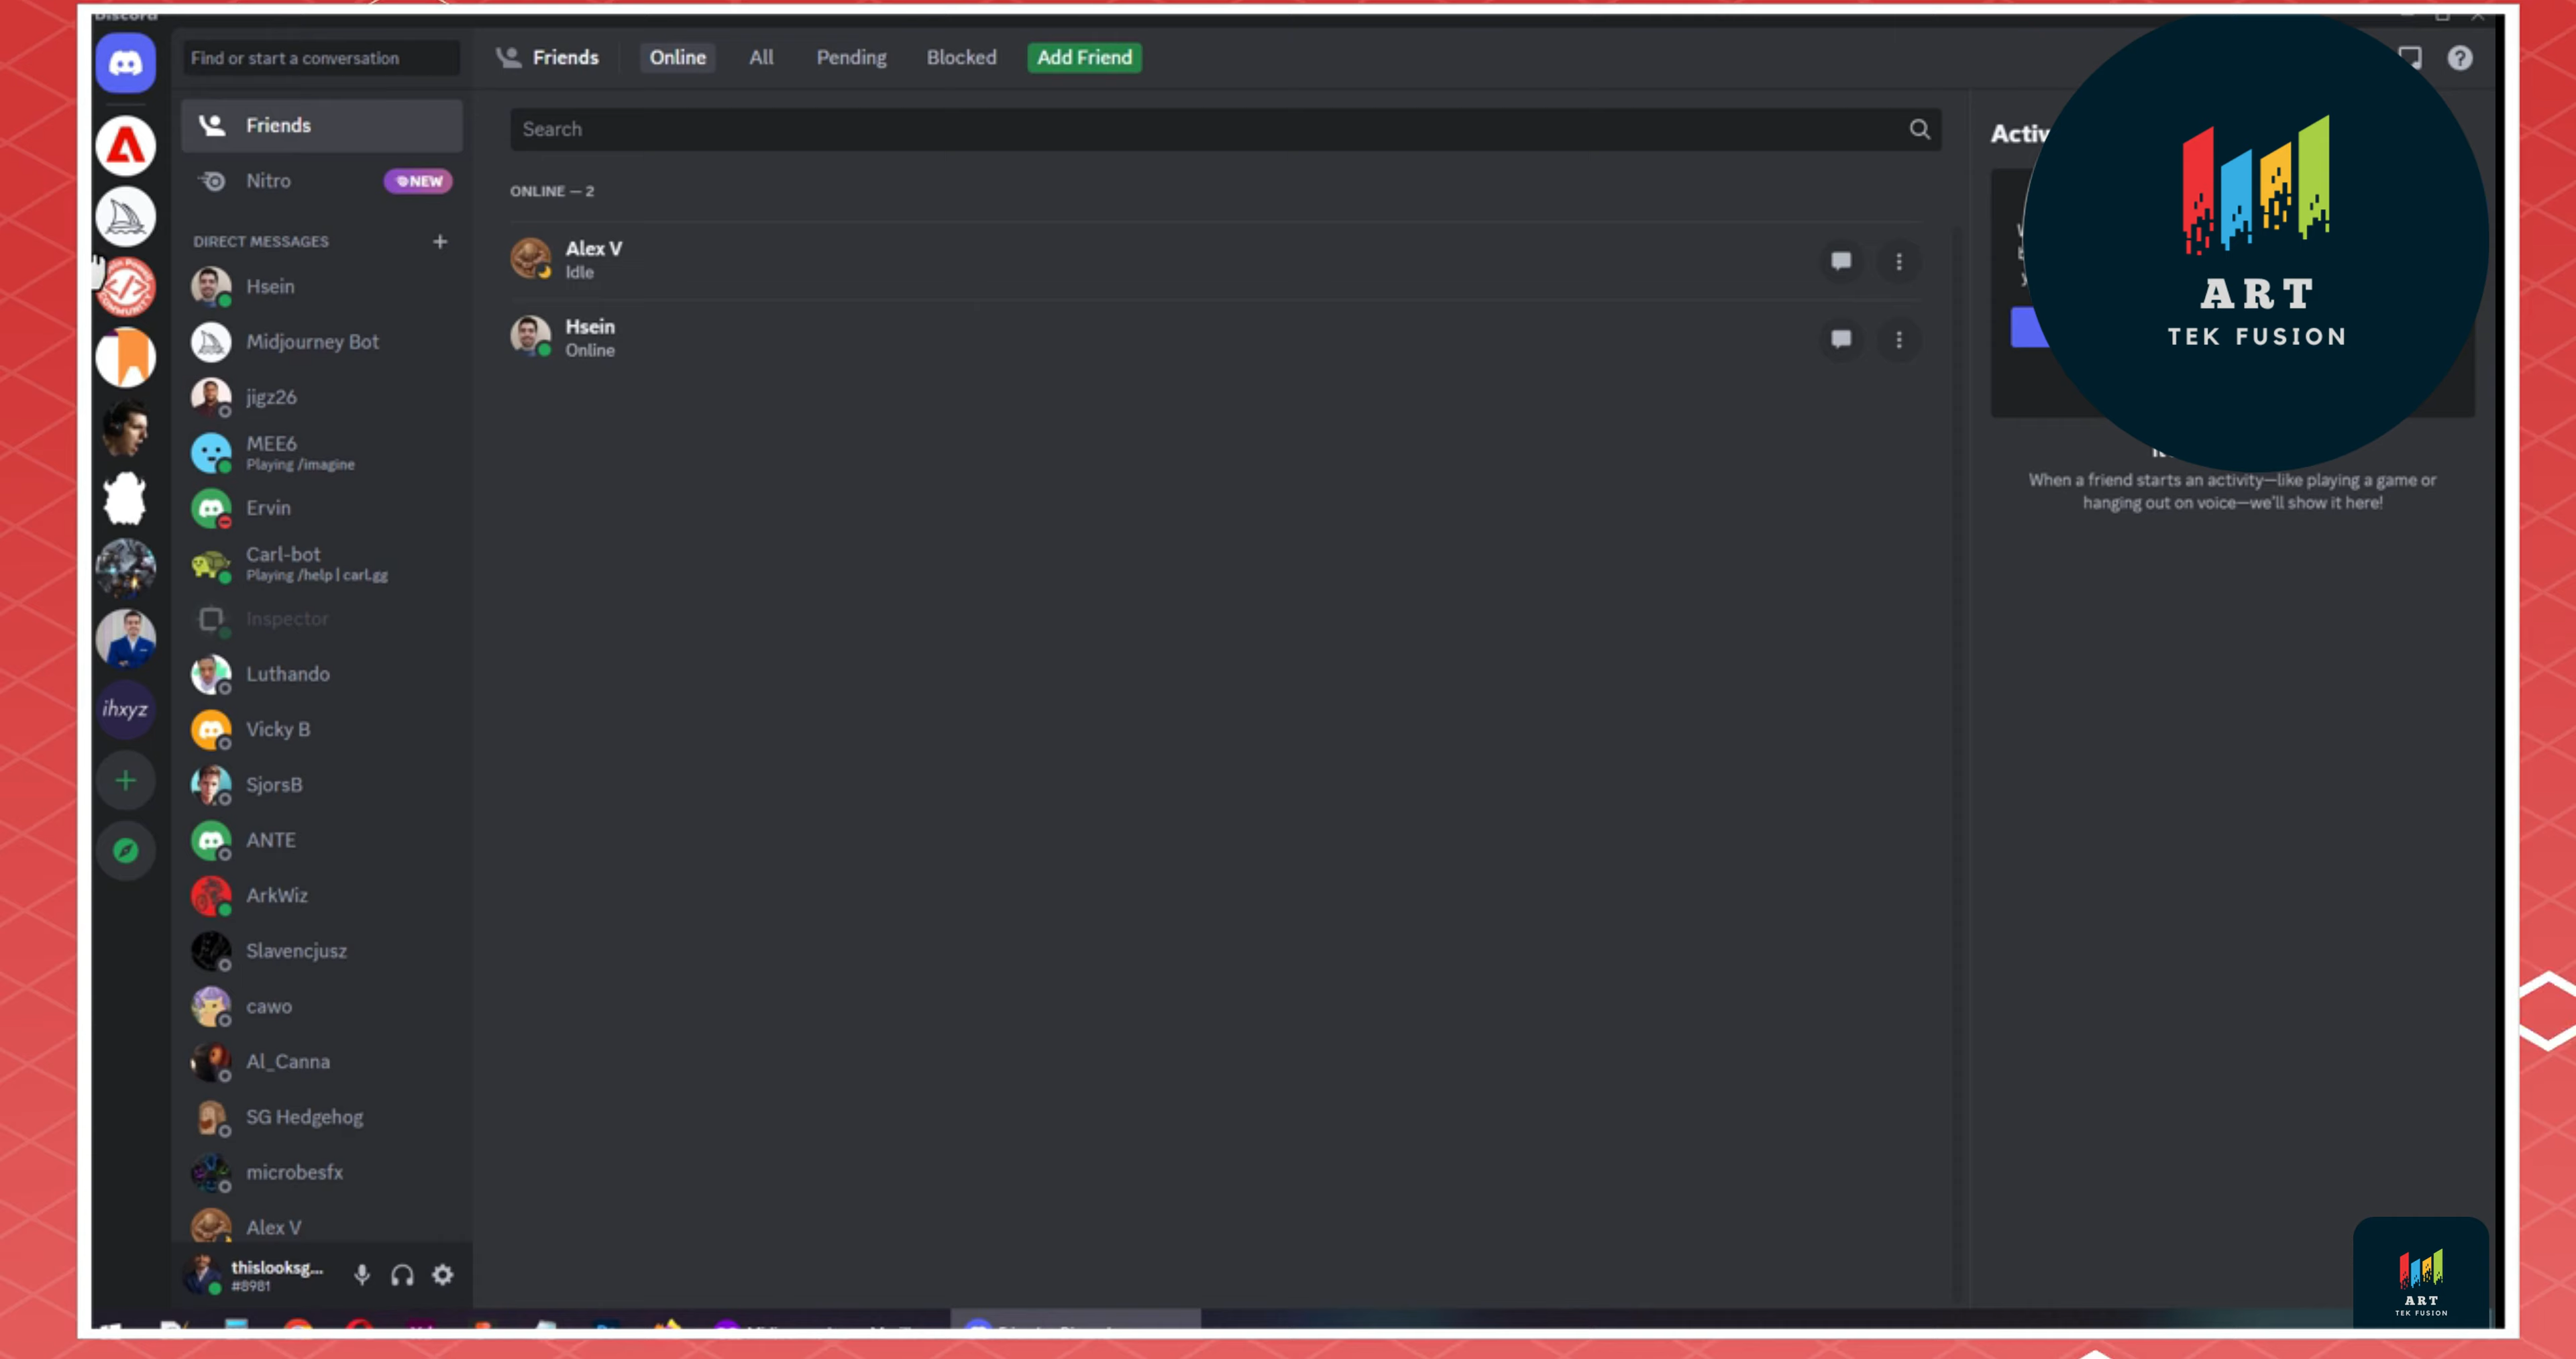 Discord
Find or start a conversation
Friends
Online
All
Pending
Blocked
Add Friend
Friends
Nitro
NEW
DIRECT MESSAGES
Hsein
Midjourney Bot
jigz26
MEE6
Playing /imagine
Ervin
Carl-bot
Playing /help | carl.gg
Inspector
Luthando
Vicky B
SjorsB
ANTE
ArkWiz
Slavencjusz
cawo
Al_Canna
SG Hedgehog
microbesfx
Alex V
thislooksg...
#8981
ihxyz
Search
ONLINE — 2
Alex V
Idle
Hsein
Online
Activ
When a friend starts an activity—like playing a game or
hanging out on voice—we'll show it here!
ART
TEK FUSION
ART
TEK FUSION